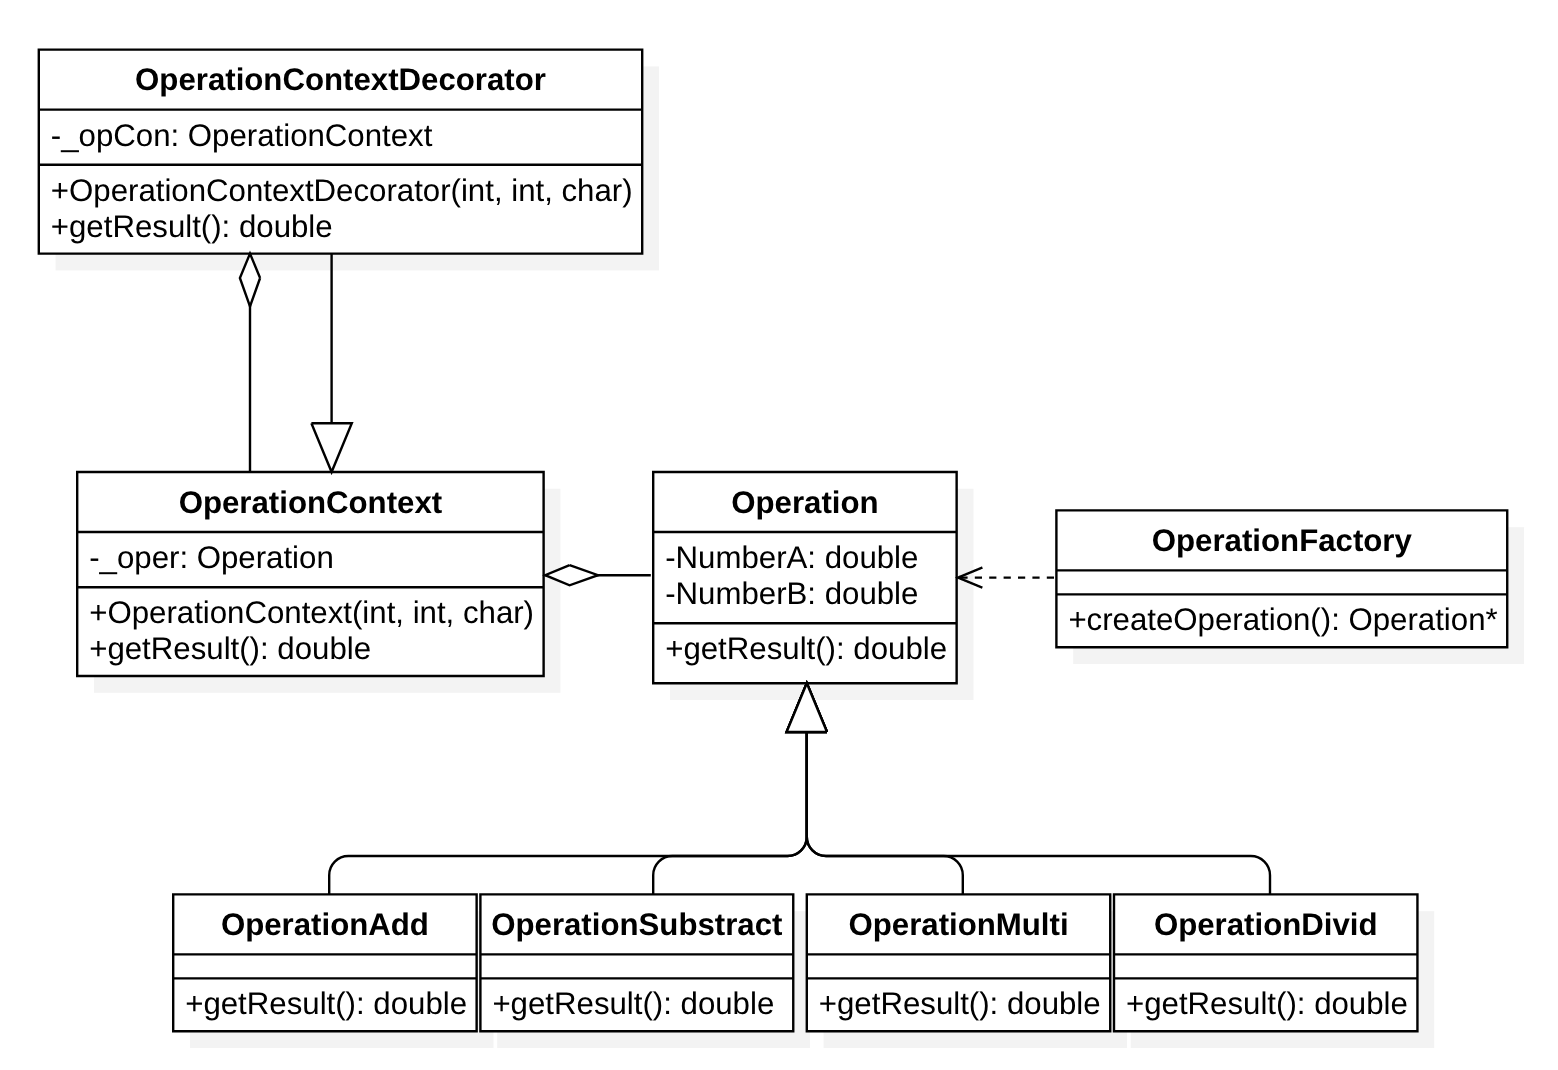 OperationContextDecorator
-_opCon: OperationContext
+OperationContextDecorator(int, int, char)
+getResult(): double
OperationContext
-_oper: Operation
+OperationContext(int, int, char)
+getResult(): double
Operation
-NumberA: double
-NumberB: double
+getResult(): double
OperationFactory
+createOperation(): Operation*
OperationAdd
+getResult(): double
OperationSubstract
+getResult(): double
OperationMulti
+getResult(): double
OperationDivid
+getResult(): double